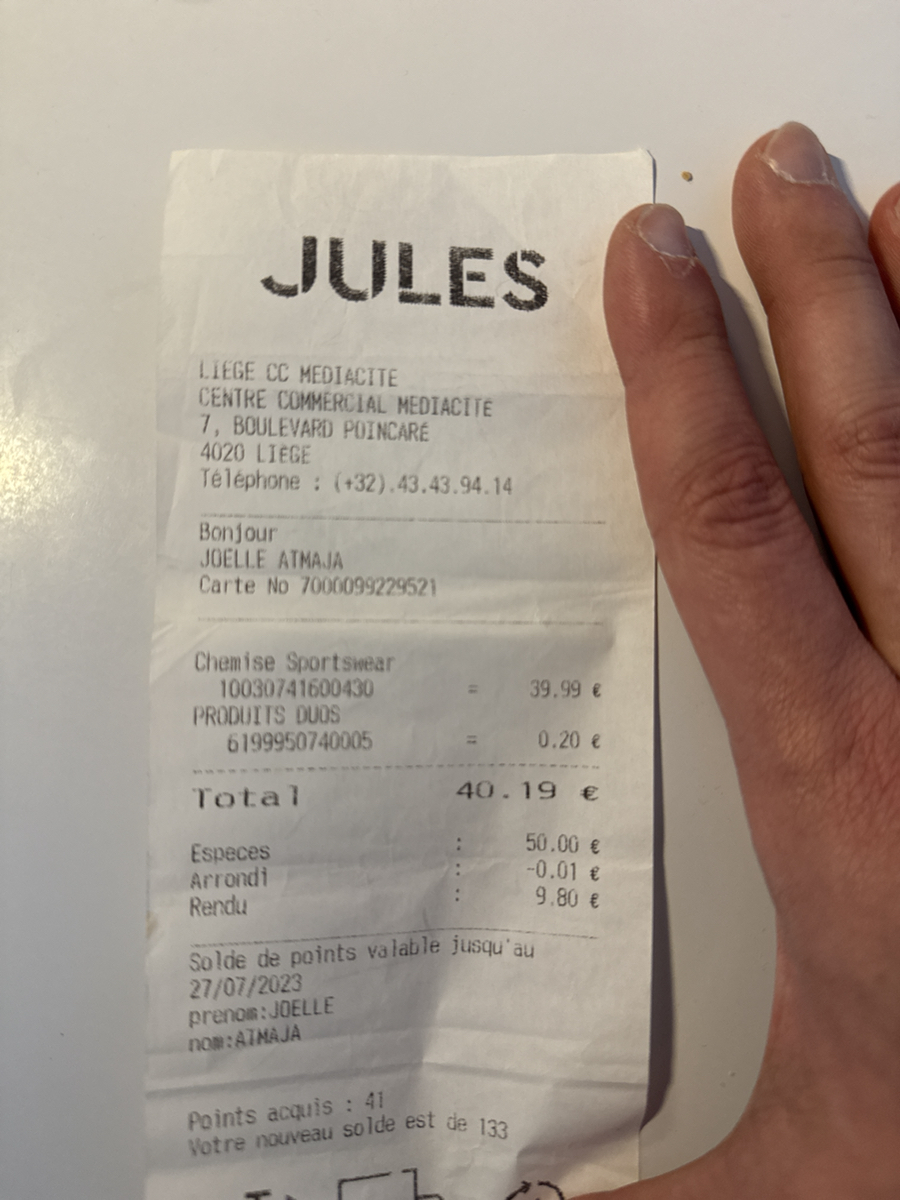 JULES
LIÈGE CC MEDIACITE
CENTRE COMMERCIAL MEDIACITÉ
7, BOULEVARD POINCARÉ
4020 LIÈGE
Téléphone : (+32).43.43.94.14
Bonjour
JOELLE ATMAJA
Carte No 7000099229521
Chemise Sportswear
10030741600430 = 39.99 €
PRODUITS DUOS
6199950740005 = 0.20 €
Total 40.19 €
Especes : 50.00 €
Arrondi : -0.01 €
Rendu : 9.80 €
Solde de points valable jusqu'au
27/07/2023
prenom:JOELLE
nom:ATMAJA
Points acquis : 41
Votre nouveau solde est de 133